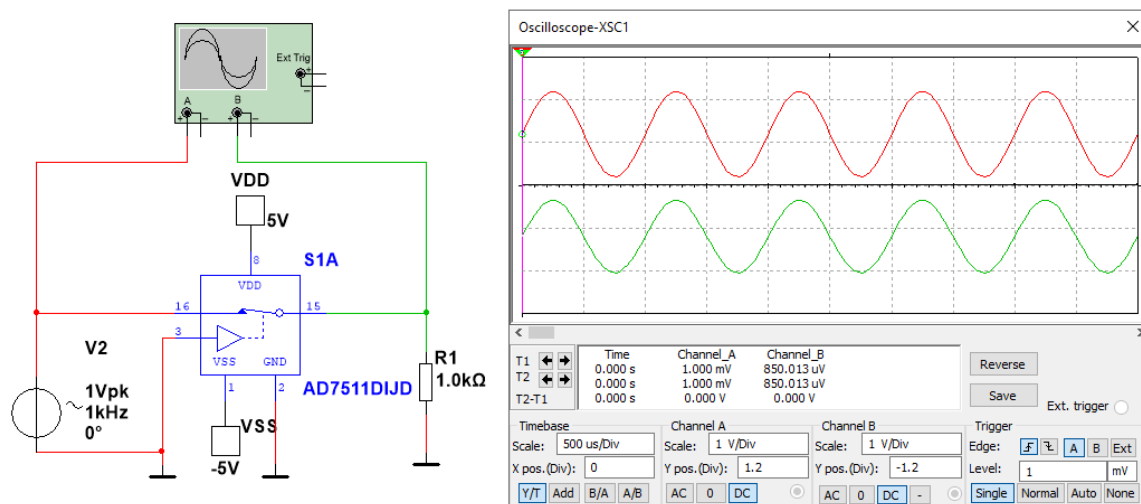 Ext Trig
+
−
A
B
+ − + −
VDD
5V
8
S1A
VDD
16
15
3
VSS
GND
1
2
AD7511DIJD
V2
1Vpk
1kHz
0°
VSS
-5V
R1
1.0kΩ
Oscilloscope-XSC1
T1
T2
T2-T1
Time Channel_A Channel_B
0.000 s 1.000 mV 850.013 uV
0.000 s 1.000 mV 850.013 uV
0.000 s 0.000 V 0.000 V
Reverse
Save
Ext. trigger
Timebase
Scale: 500 us/Div
X pos.(Div): 0
Y/T Add B/A A/B
Channel A
Scale: 1 V/Div
Y pos.(Div): 1.2
AC 0 DC
Channel B
Scale: 1 V/Div
Y pos.(Div): -1.2
AC 0 DC -
Trigger
Edge: A B Ext
Level: 1 mV
Single Normal Auto None